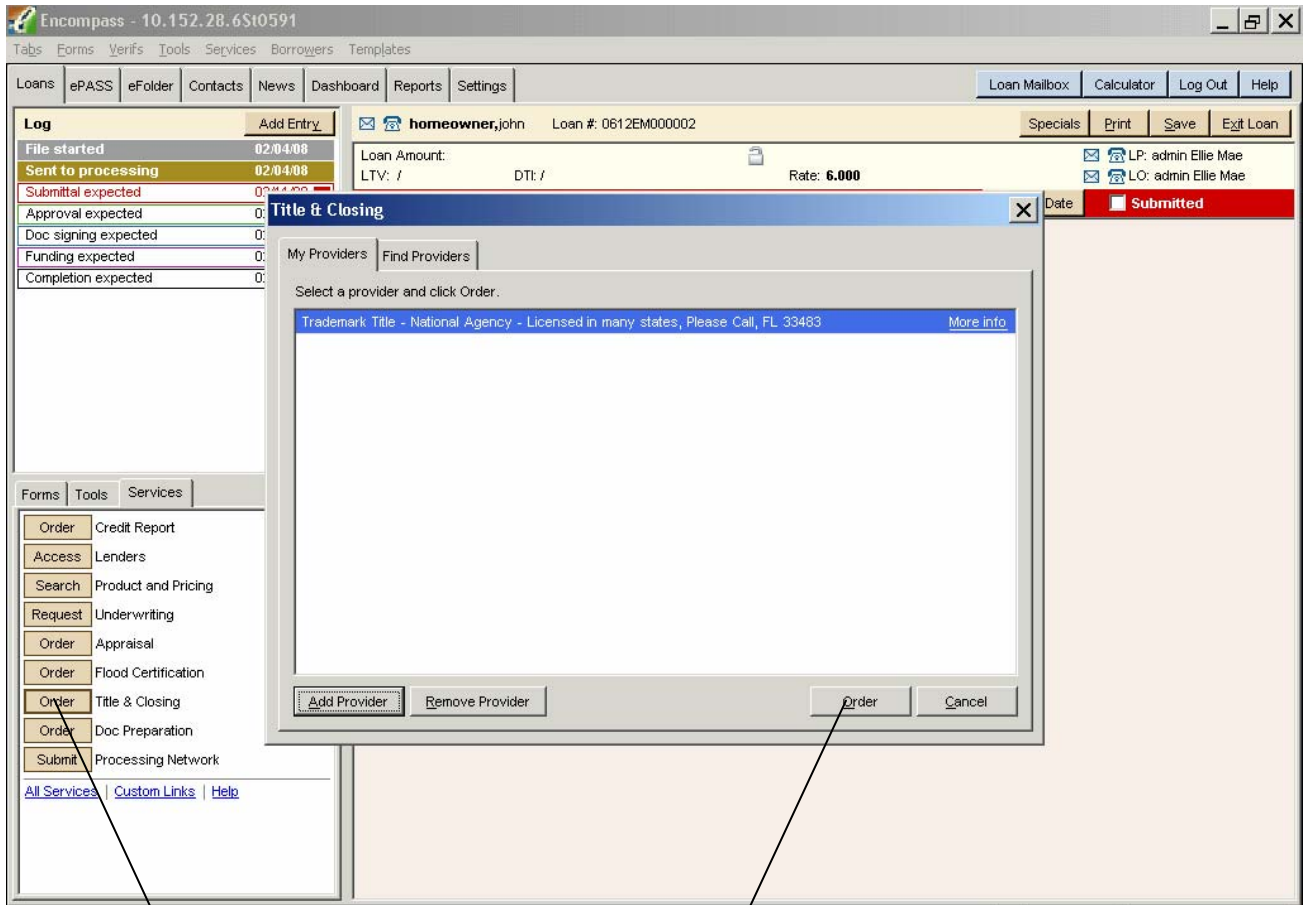 Encompass - 10.152.28.6$t0591
Tabs Forms Verifs Tools Services Borrowers Templates
Loans ePASS eFolder Contacts News Dashboard Reports Settings Loan Mailbox Calculator Log Out Help
Log Add Entry
homeowner,john Loan #: 0612EM000002 Specials Print Save Exit Loan
File started 02/04/08
Sent to processing 02/04/08
Submittal expected
Approval expected
Doc signing expected
Funding expected
Completion expected
Loan Amount: LP: admin Ellie Mae
LTV: / DTI: / Rate: 6.000 LO: admin Ellie Mae
Date Submitted
Title & Closing
My Providers Find Providers
Select a provider and click Order.
Trademark Title - National Agency - Licensed in many states, Please Call, FL 33483 More info
Add Provider Remove Provider Order Cancel
Forms Tools Services
Order Credit Report
Access Lenders
Search Product and Pricing
Request Underwriting
Order Appraisal
Order Flood Certification
Order Title & Closing
Order Doc Preparation
Submit Processing Network
All Services | Custom Links | Help